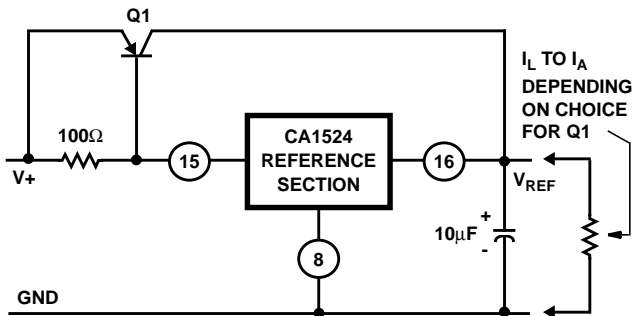 Q1
I_L TO I_A
DEPENDING
ON CHOICE
FOR Q1
100Ω
V+
15
CA1524
REFERENCE
SECTION
16
V_REF
+
10μF
-
8
GND